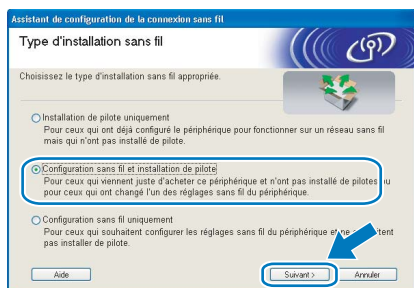 Assistant de configuration de la connexion sans fil
Type d'installation sans fil
Choisissez le type d'installation sans fil appropriée.
Installation de pilote uniquement
Pour ceux qui ont déjà configuré le périphérique pour fonctionner sur un réseau sans fil
mais qui n'ont pas installé de pilote.
Configuration sans fil et installation de pilote
Pour ceux qui viennent juste d'acheter ce périphérique et n'ont pas installé de pilotes ou
pour ceux qui ont changé l'un des réglages sans fil du périphérique.
Configuration sans fil uniquement
Pour ceux qui souhaitent configurer les réglages sans fil du périphérique et ne
pas installer de pilote.
Aide
Suivant >
Annuler